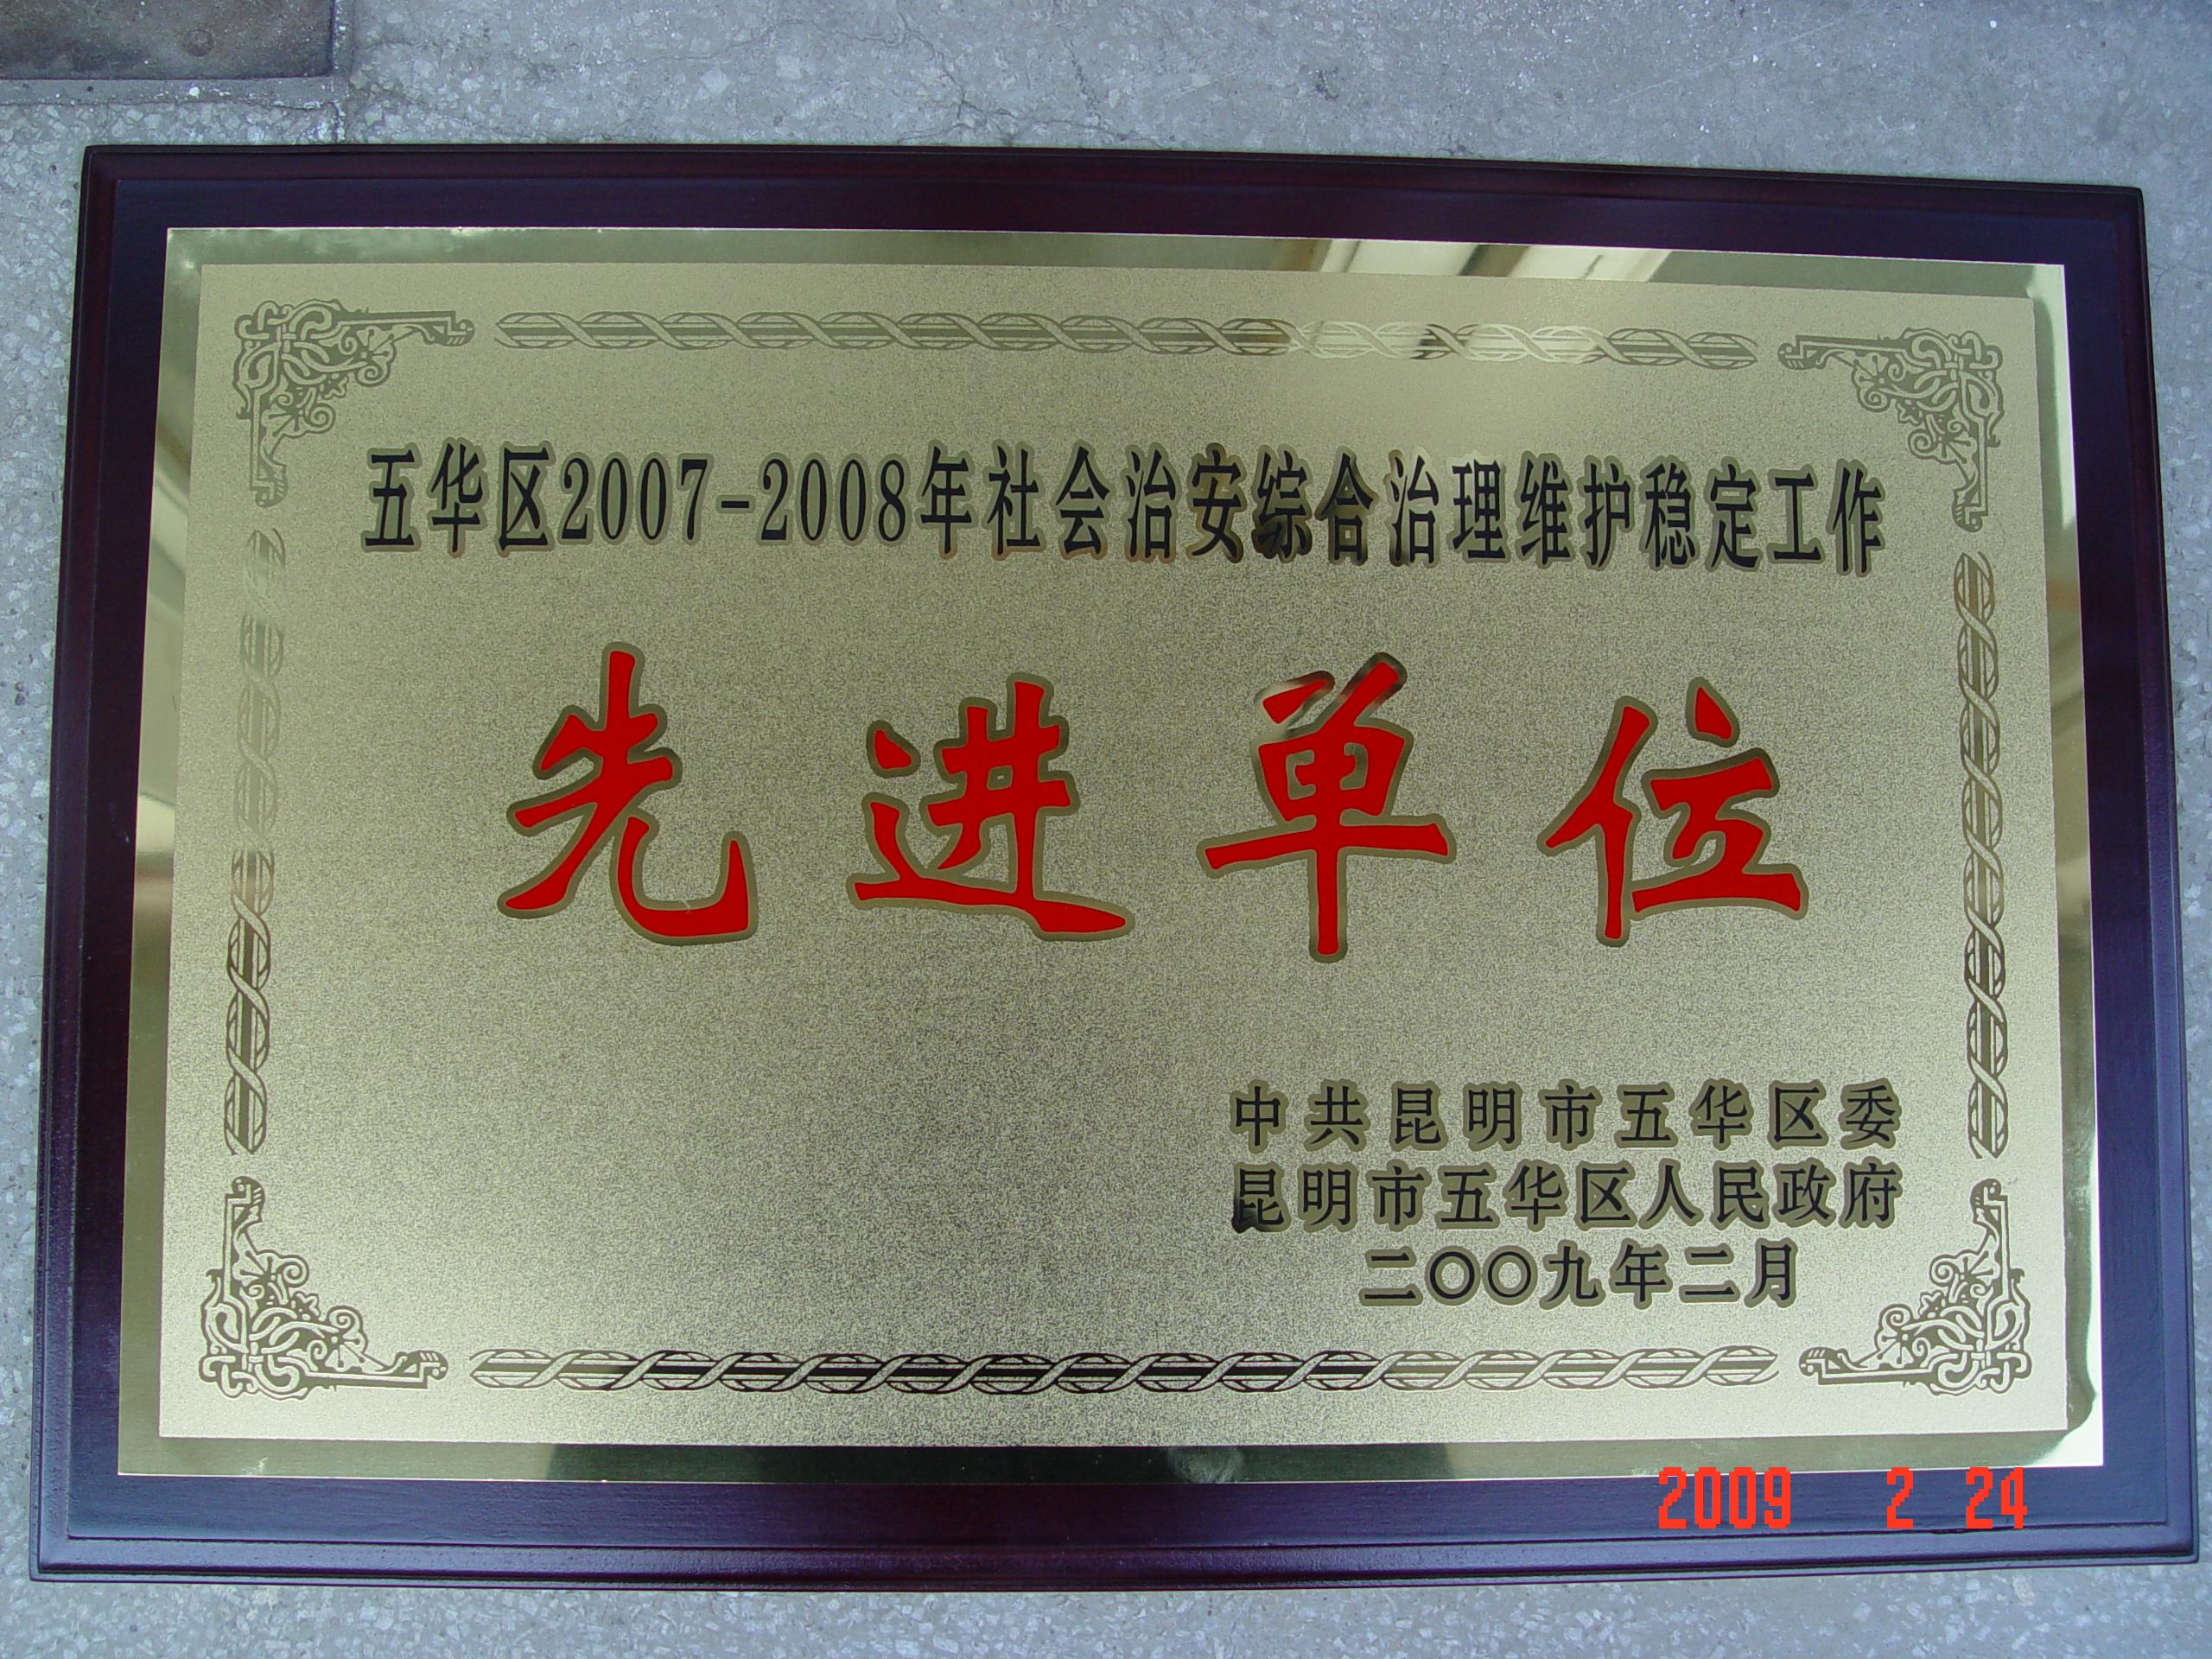 五华区2007-2008年社会治安综合治理维护稳定工作
先进单位
中共昆明市五华区委
昆明市五华区人民政府
二〇〇九年二月
2009 2 24